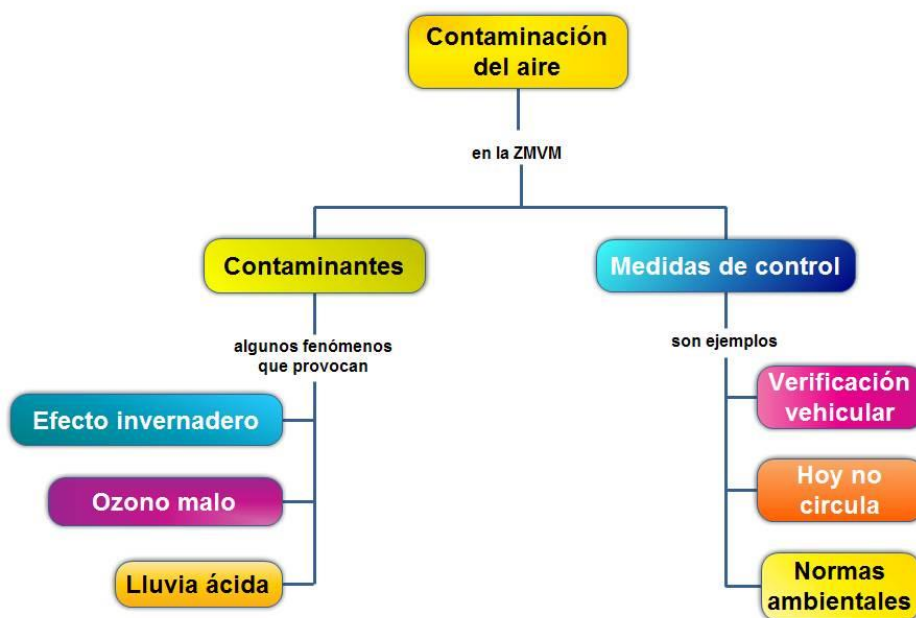 Contaminación
del aire
en la ZMVM
Contaminantes
Medidas de control
algunos fenómenos
que provocan
son ejemplos
Efecto invernadero
Ozono malo
Lluvia ácida
Verificación
vehicular
Hoy no
circula
Normas
ambientales